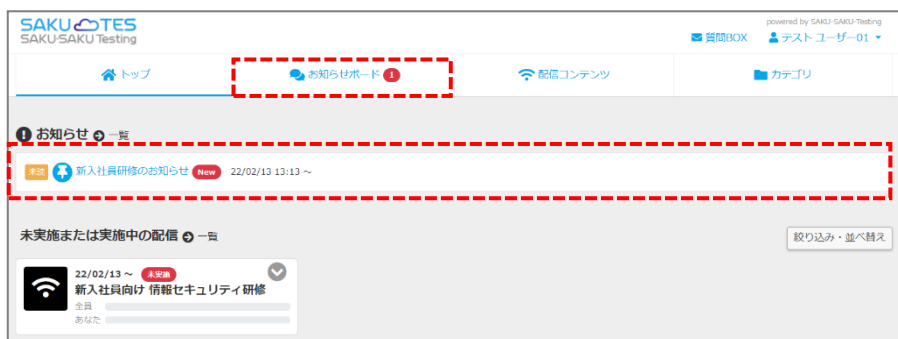 SAKU TES
SAKU-SAKU Testing
powered by SAKU-SAKU-Testing
質問BOX テスト ユーザー01
トップ お知らせボード 1 配信コンテンツ カテゴリ
お知らせ 一覧
未読 新入社員研修のお知らせ New 22/02/13 13:13 ～
未実施または実施中の配信 一覧
絞り込み・並べ替え
22/02/13 ～ 未実施
新入社員向け 情報セキュリティ研修
全員
あなた